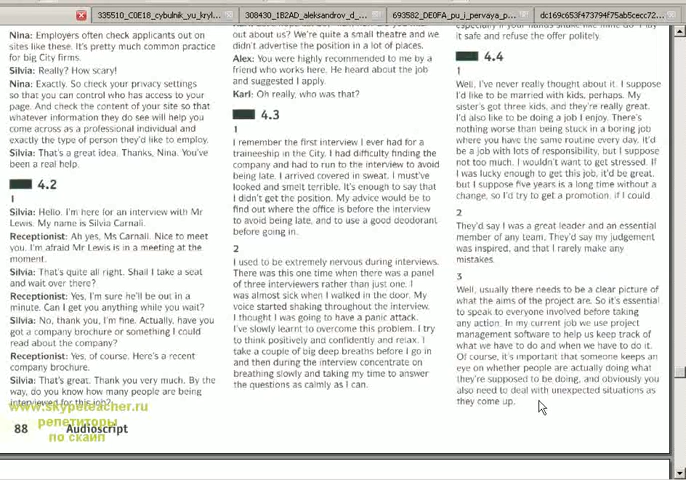 335510_C0E18_cybulnik_yu_kryl...
308430_1B2AD_aleksandrov_d_...
693582_DE0FA_pu_j_pervaya_p...
dc169c653f473794f75ab5cecc72...
Nina: Employers often check applicants out on
sites like these. It's pretty much common practice
for big City firms.
Silvia: Really? How scary!
Nina: Exactly. So check your privacy settings
so that you can control who has access to your
page. And check the content of your site so that
whatever information they do see will help you
come across as a professional individual and
exactly the type of person they'd like to employ.
Silvia: That's a great idea. Thanks, Nina. You've
been a real help.
4.2
1
Silvia: Hello. I'm here for an interview with Mr
Lewis. My name is Silvia Carnali.
Receptionist: Ah yes, Ms Carnali. Nice to meet
you. I'm afraid Mr Lewis is in a meeting at the
moment.
Silvia: That's quite all right. Shall I take a seat
and wait over there?
Receptionist: Yes, I'm sure he'll be out in a
minute. Can I get you anything while you wait?
Silvia: No, thank you, I'm fine. Actually, have you
got a company brochure or something I could
read about the company?
Receptionist: Yes, of course. Here's a recent
company brochure.
Silvia: That's great. Thank you very much. By the
way, do you know how many people are being
interviewed for this job?
www.skypeteacher.ru
репетиторы
по скайп
88 Audioscript
out about us? We're quite a small theatre and we
didn't advertise the position in a lot of places.
Alex: You were highly recommended to me by a
friend who works here. He heard about the job
and suggested I apply.
Karl: Oh really, who was that?
4.3
1
I remember the first interview I ever had for a
traineeship in the City. I had difficulty finding the
company and had to run to the interview to avoid
being late. I arrived covered in sweat. I must've
looked and smelt terrible. It's enough to say that
I didn't get the position. My advice would be to
find out where the office is before the interview
to avoid being late, and to use a good deodorant
before going in.
2
I used to be extremely nervous during interviews.
There was this one time when there was a panel
of three interviewers rather than just one. I
was almost sick when I walked in the door. My
voice started shaking throughout the interview.
I thought I was going to have a panic attack.
I've slowly learnt to overcome this problem. I try
to think positively and confidently and relax. I
take a couple of big deep breaths before I go in
and then during the interview concentrate on
breathing slowly and taking my time to answer
the questions as calmly as I can.
it safe and refuse the offer politely.
4.4
1
Well, I've never really thought about it. I suppose
I'd like to be married with kids, perhaps. My
sister's got three kids, and they're really great.
I'd also like to be doing a job I enjoy. There's
nothing worse than being stuck in a boring job
where you have the same routine every day. It'd
be a job with lots of responsibility, but I suppose
not too much. I wouldn't want to get stressed. If
I was lucky enough to get this job, it'd be great,
but I suppose five years is a long time without a
change, so I'd try to get a promotion, if I could.
2
They'd say I was a great leader and an essential
member of any team. They'd say my judgement
was inspired, and that I rarely make any
mistakes.
3
Well, usually there needs to be a clear picture of
what the aims of the project are. So it's essential
to speak to everyone involved before taking
any action. In my current job we use project
management software to help us keep track of
what we have to do and when we have to do it.
Of course, it's important that someone keeps an
eye on whether people are actually doing what
they're supposed to be doing, and obviously you
also need to deal with unexpected situations as
they come up.